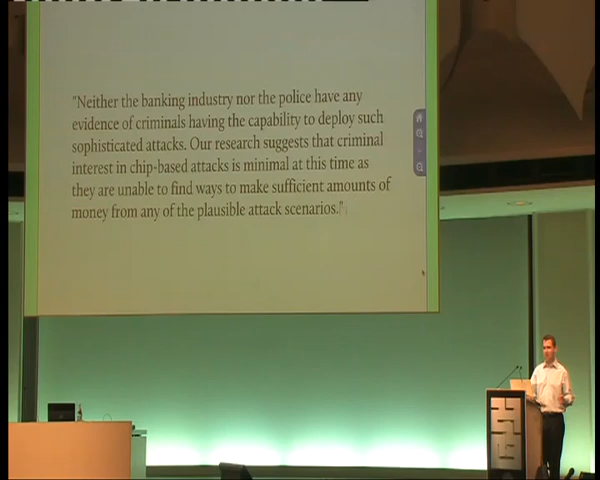 "Neither the banking industry nor the police have any
evidence of criminals having the capability to deploy such
sophisticated attacks. Our research suggests that criminal
interest in chip-based attacks is minimal at this time as
they are unable to find ways to make sufficient amounts of
money from any of the plausible attack scenarios."